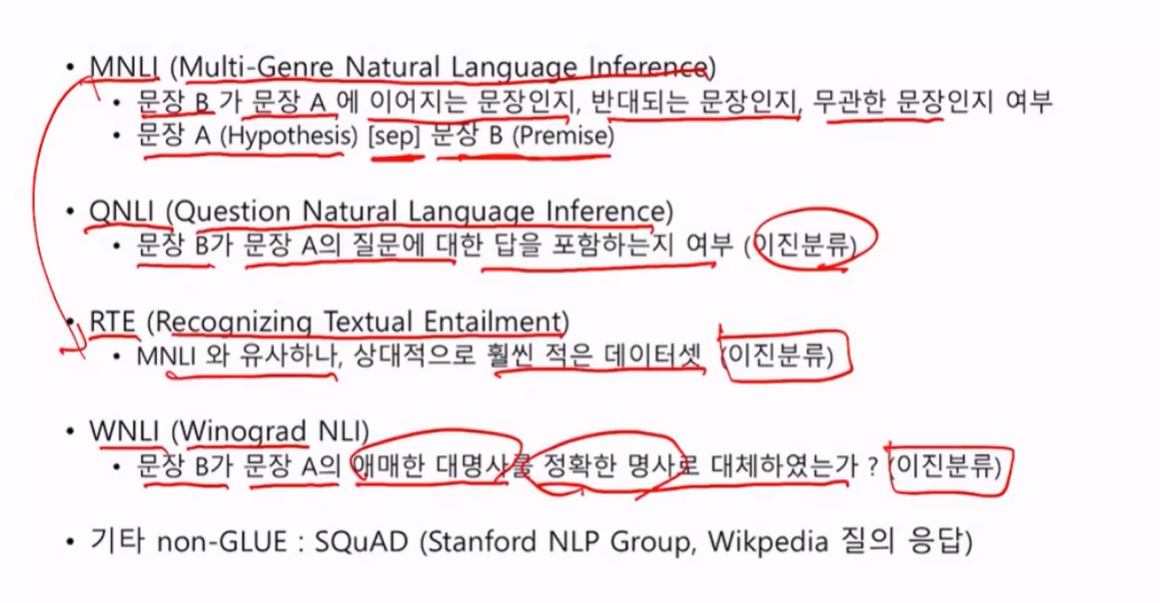 • MNLI (Multi-Genre Natural Language Inference)
• 문장 B 가 문장 A 에 이어지는 문장인지, 반대되는 문장인지, 무관한 문장인지 여부
• 문장 A (Hypothesis) [sep] 문장 B (Premise)
• QNLI (Question Natural Language Inference)
• 문장 B가 문장 A의 질문에 대한 답을 포함하는지 여부 (이진분류)
• RTE (Recognizing Textual Entailment)
• MNLI 와 유사하나, 상대적으로 훨씬 적은 데이터셋 (이진분류)
• WNLI (Winograd NLI)
• 문장 B가 문장 A의 애매한 대명사를 정확한 명사로 대체하였는가 ? (이진분류)
• 기타 non-GLUE : SQuAD (Stanford NLP Group, Wikpedia 질의 응답)